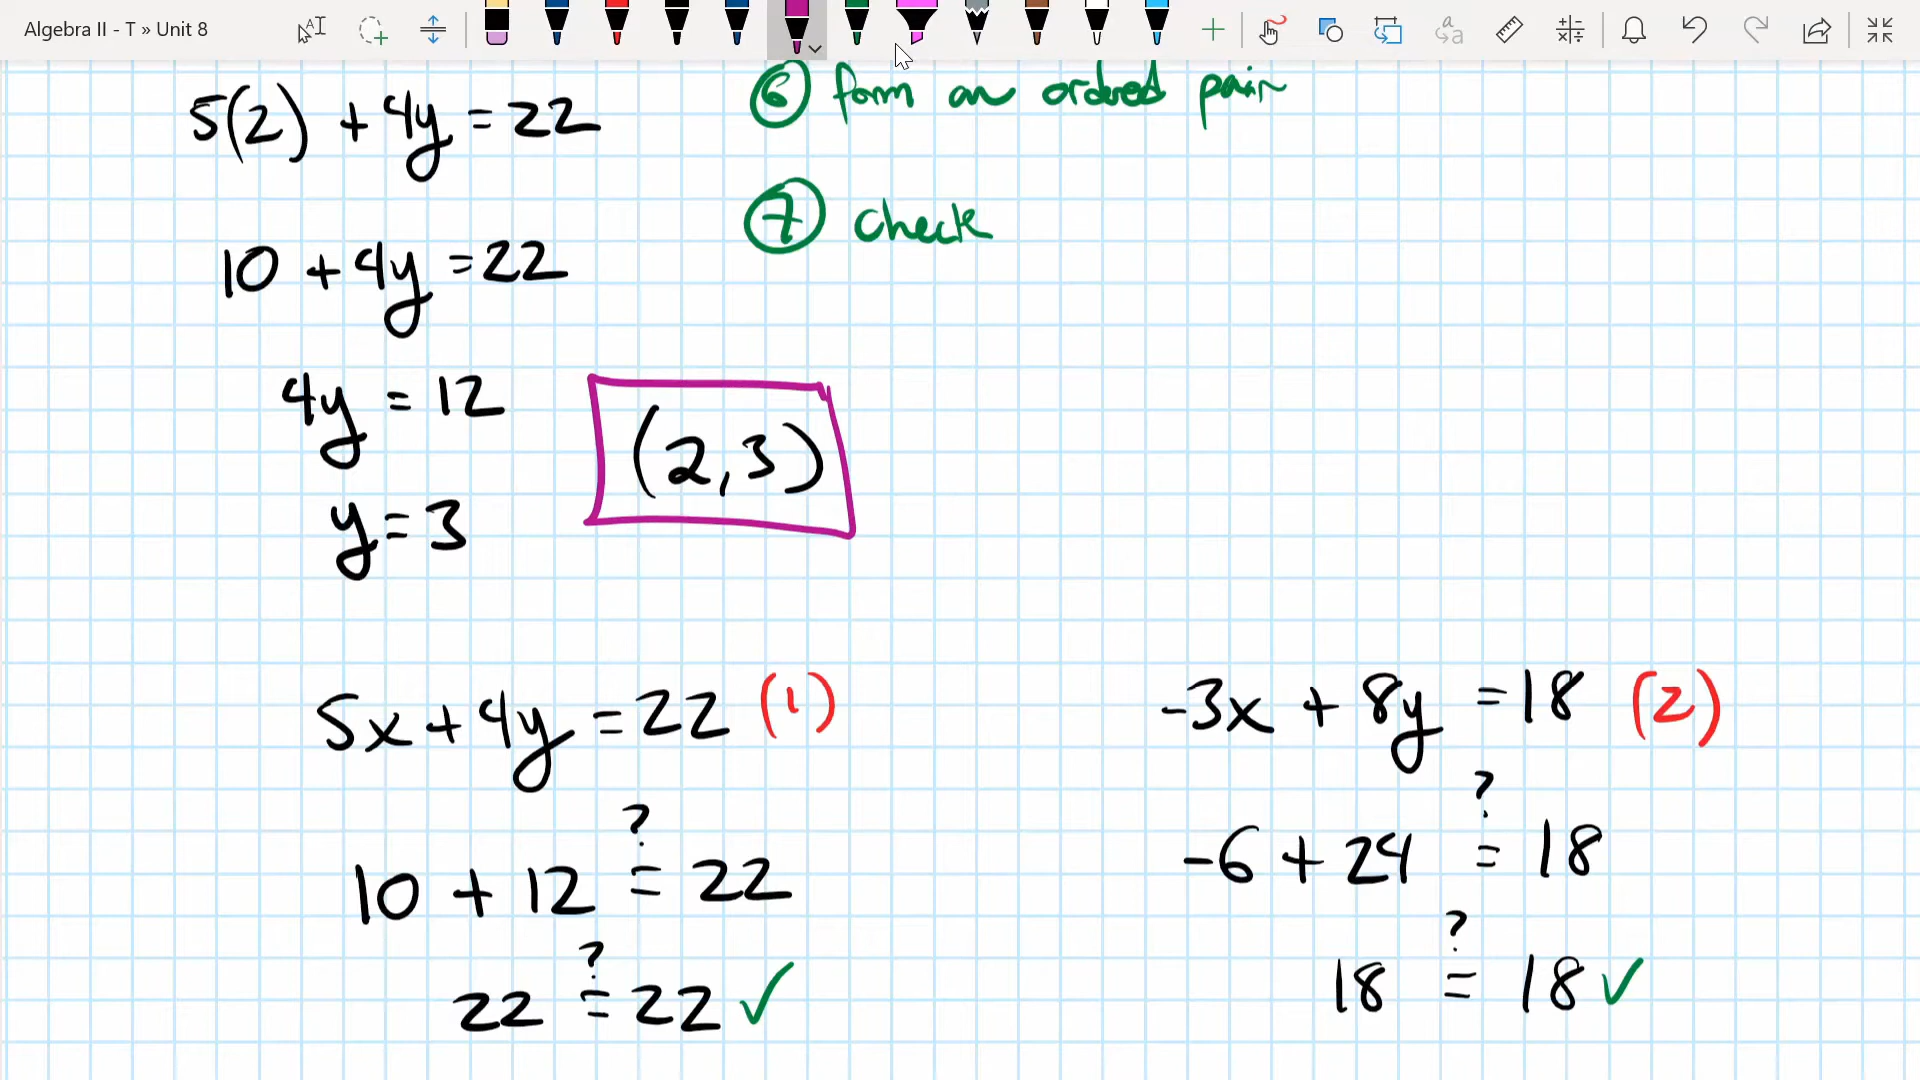 Algebra II - T » Unit 8
5(2) + 4y = 22
⑥ form an ordered pair
10 + 4y = 22
⑦ check
4y = 12
y = 3
(2,3)
5x + 4y = 22 (1)
10 + 12 ≟ 22
22 ≟ 22 ✓
-3x + 8y = 18 (2)
-6 + 24 ≟ 18
18 ≟ 18 ✓